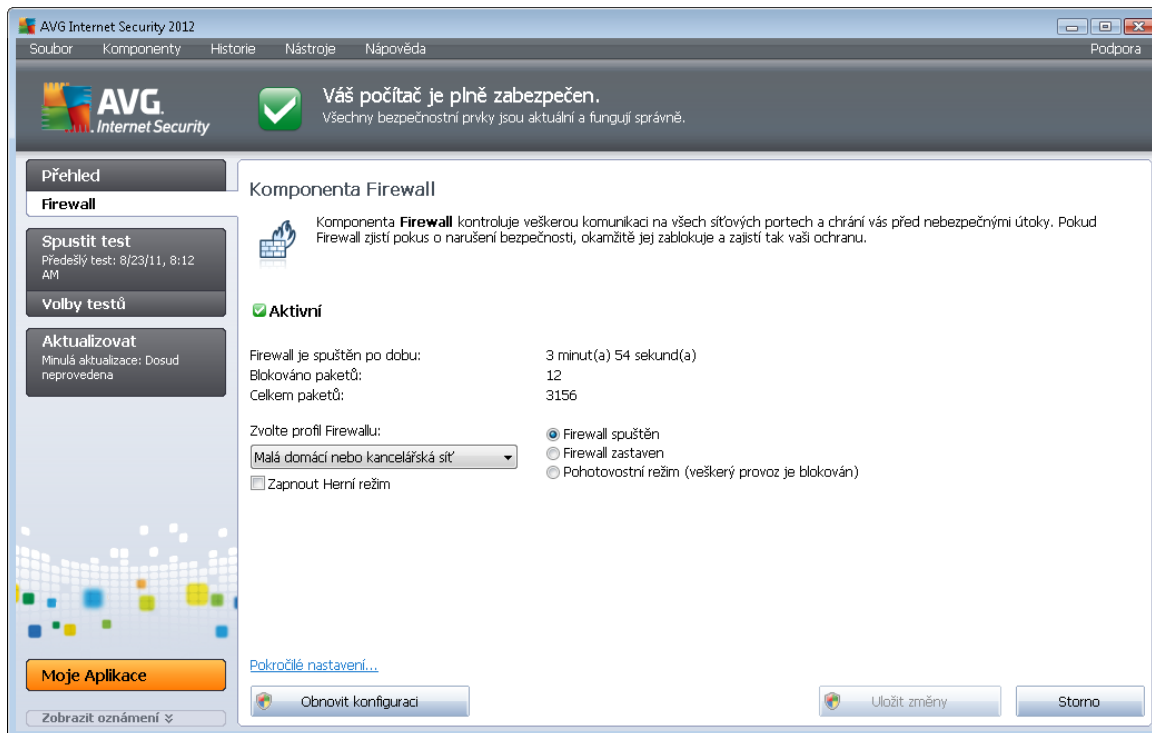 AVG Internet Security 2012
Soubor Komponenty Historie Nástroje Nápověda Podpora
AVG.
Internet Security
Váš počítač je plně zabezpečen.
Všechny bezpečnostní prvky jsou aktuální a fungují správně.
Přehled
Firewall
Spustit test
Předešlý test: 8/23/11, 8:12
AM
Volby testů
Aktualizovat
Minulá aktualizace: Dosud
neprovedena
Moje Aplikace
Zobrazit oznámení
Komponenta Firewall
Komponenta Firewall kontroluje veškerou komunikaci na všech síťových portech a chrání vás před nebezpečnými útoky. Pokud
Firewall zjistí pokus o narušení bezpečnosti, okamžitě jej zablokuje a zajistí tak vaši ochranu.
Aktivní
Firewall je spuštěn po dobu: 3 minut(a) 54 sekund(a)
Blokováno paketů: 12
Celkem paketů: 3156
Zvolte profil Firewallu:
Malá domácí nebo kancelářská síť
Zapnout Herní režim
Firewall spuštěn
Firewall zastaven
Pohotovostní režim (veškerý provoz je blokován)
Pokročilé nastavení...
Obnovit konfiguraci Uložit změny Storno